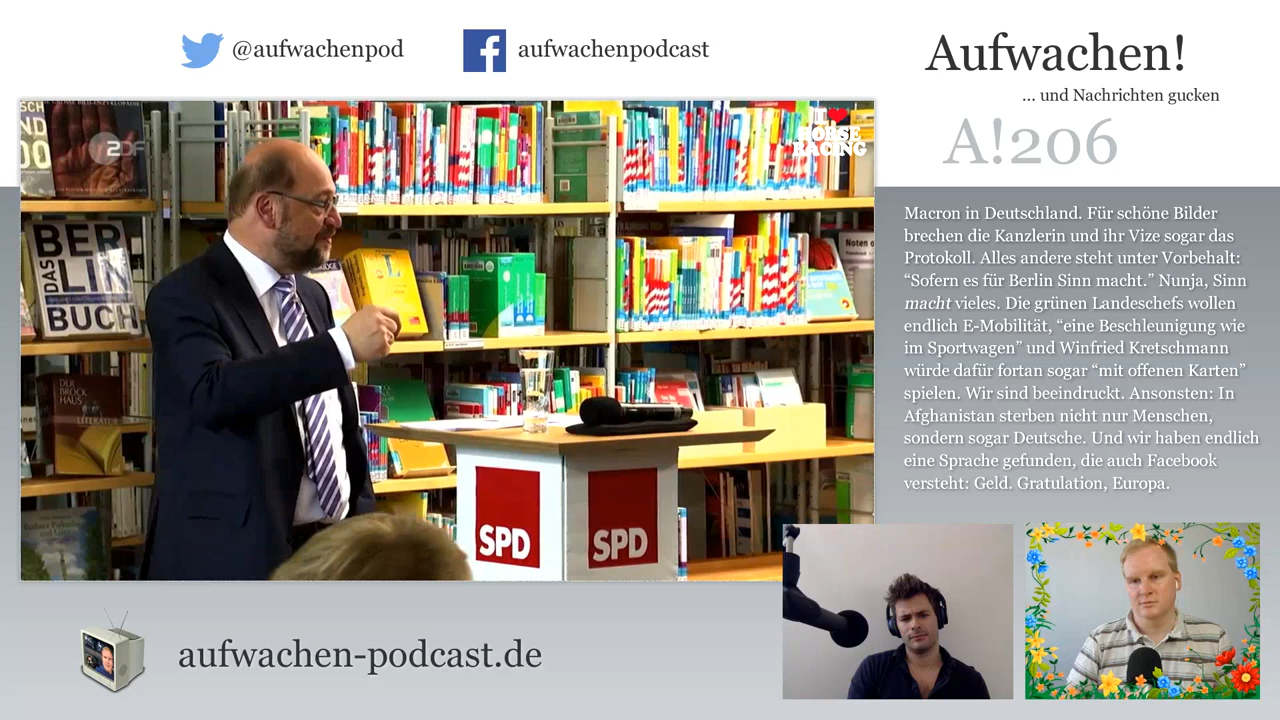 @aufwachenpod
aufwachenpodcast
Aufwachen!
... und Nachrichten gucken
A!206
ZDF
I
HORSE
RACING
BER
LIN
DAS
BUCH
DER
BROCK
HAUS
LITERATUR
SPD
SPD
Macron in Deutschland. Für schöne Bilder
brechen die Kanzlerin und ihr Vize sogar das
Protokoll. Alles andere steht unter Vorbehalt:
“Sofern es für Berlin Sinn macht.” Nunja, Sinn
macht vieles. Die grünen Landeschefs wollen
endlich E-Mobilität, “eine Beschleunigung wie
im Sportwagen” und Winfried Kretschmann
würde dafür fortan sogar “mit offenen Karten”
spielen. Wir sind beeindruckt. Ansonsten: In
Afghanistan sterben nicht nur Menschen,
sondern sogar Deutsche. Und wir haben endlich
eine Sprache gefunden, die auch Facebook
versteht: Geld. Gratulation, Europa.
aufwachen-podcast.de